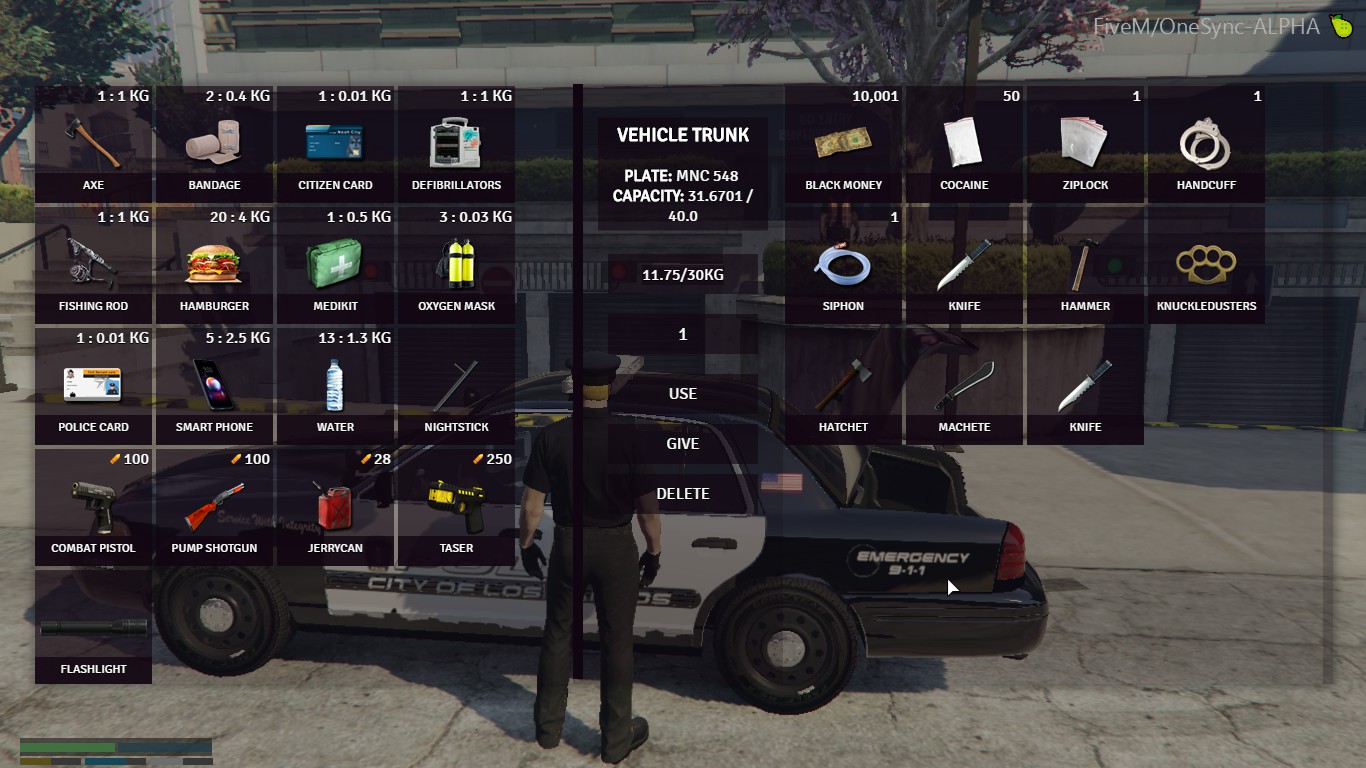 FiveM/OneSync-ALPHA
1 : 1 KG
2 : 0.4 KG
1 : 0.01 KG
1 : 1 KG
AXE
BANDAGE
CITIZEN CARD
DEFIBRILLATORS
1 : 1 KG
20 : 4 KG
1 : 0.5 KG
3 : 0.03 KG
FISHING ROD
HAMBURGER
MEDIKIT
OXYGEN MASK
1 : 0.01 KG
5 : 2.5 KG
13 : 1.3 KG
POLICE CARD
SMART PHONE
WATER
NIGHTSTICK
100
100
28
250
COMBAT PISTOL
PUMP SHOTGUN
JERRYCAN
TASER
FLASHLIGHT
VEHICLE TRUNK
PLATE: MNC 548
CAPACITY: 31.6701 /
40.0
11.75/30KG
1
USE
GIVE
DELETE
10,001
50
1
1
BLACK MONEY
COCAINE
ZIPLOCK
HANDCUFF
1
SIPHON
KNIFE
HAMMER
KNUCKLEDUSTERS
HATCHET
MACHETE
KNIFE
Service With Integrity
CITY OF LOS
OS
EMERGENCY
9-1-1